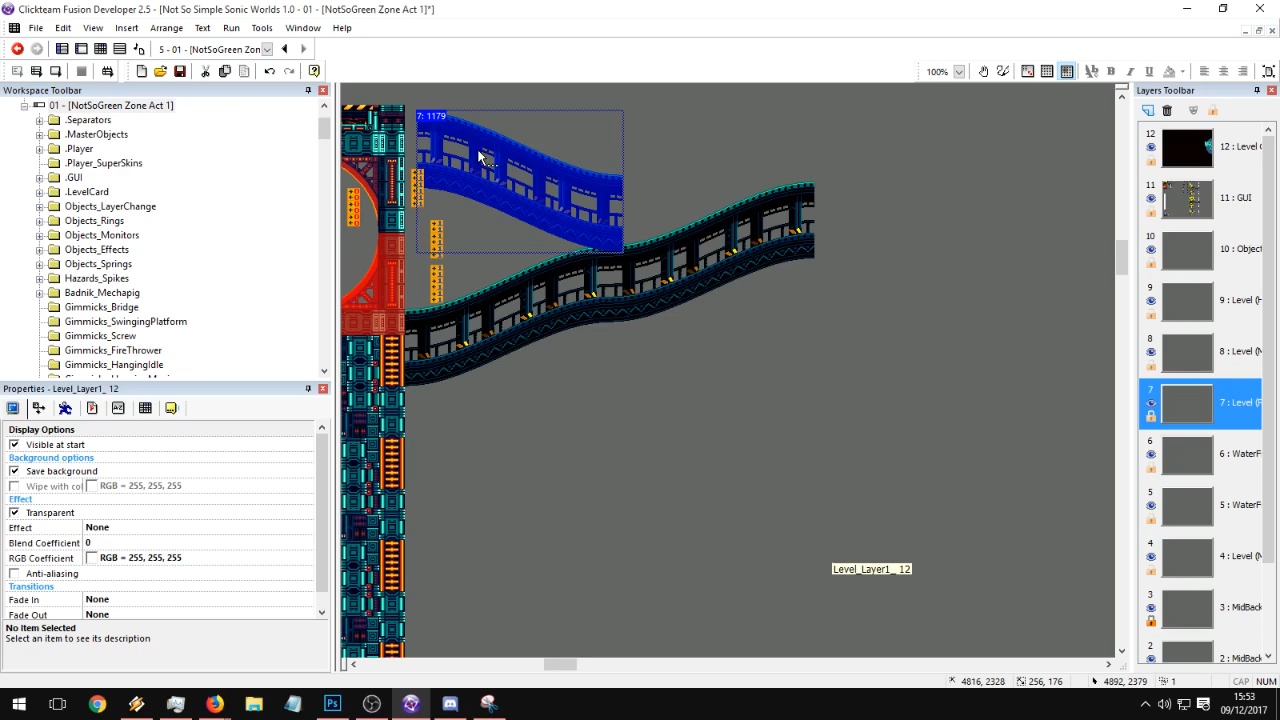 Clickteam Fusion Developer 2.5 - [Not So Simple Sonic Worlds 1.0 - 01 - [NotSoGreen Zone Act 1]*]
File Edit View Insert Arrange Text Run Tools Window Help
5 - 01 - [NotSoGreen Zon
100%
Workspace Toolbar
01 - [NotSoGreen Zone Act 1]
.Separators
.MasterObjects
.Player
.Player_SuperSkins
.GUI
.LevelCard
Objects_LayerChange
Objects_Rings
Objects_Monitors
Objects_Effects
Objects_Springs
Hazards_Spikes
Badnik_Mechapig
Gimmicks_Bridge
Gimmicks_SwingingPlatform
Gimmicks_Screw
Gimmicks_FireThrower
Gimmicks_HangingIdle
Properties - Level_Layer1_ 12
Display Options
Visible at start
Background options
Save background
Wipe with col RGB = 255, 255, 255
Effect
Transparent
Effect None
Blend Coefficient 0
RGB Coefficient RGB = 255, 255, 255
Anti-aliasing
Transitions
Fade In None
Fade Out None
No Item Selected
Select an item to see its description
7: 1179
Level_Layer1_ 12
Layers Toolbar
12
12 : Level (
11
11 : GUI
10
10 : Object
9
9 : Level (
8
8 : Level (I
7
7 : Level (F
6
6 : WaterF
5
5 : WaterF
4
4 : Level (N
3
3 : MidBack
2
2 : MidBack
4816, 2328
256, 176
4892, 2379
1
CAP NUM
15:53
09/12/2017